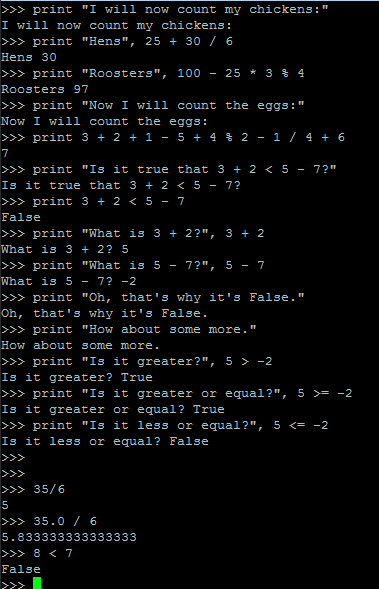 >>> print "I will now count my chickens:"
I will now count my chickens:
>>> print "Hens", 25 + 30 / 6
Hens 30
>>> print "Roosters", 100 - 25 * 3 % 4
Roosters 97
>>> print "Now I will count the eggs:"
Now I will count the eggs:
>>> print 3 + 2 + 1 - 5 + 4 % 2 - 1 / 4 + 6
7
>>> print "Is it true that 3 + 2 < 5 - 7?"
Is it true that 3 + 2 < 5 - 7?
>>> print 3 + 2 < 5 - 7
False
>>> print "What is 3 + 2?", 3 + 2
What is 3 + 2? 5
>>> print "What is 5 - 7?", 5 - 7
What is 5 - 7? -2
>>> print "Oh, that's why it's False."
Oh, that's why it's False.
>>> print "How about some more."
How about some more.
>>> print "Is it greater?", 5 > -2
Is it greater? True
>>> print "Is it greater or equal?", 5 >= -2
Is it greater or equal? True
>>> print "Is it less or equal?", 5 <= -2
Is it less or equal? False
>>>
>>>
>>> 35/6
5
>>> 35.0 / 6
5.833333333333333
>>> 8 < 7
False
>>>